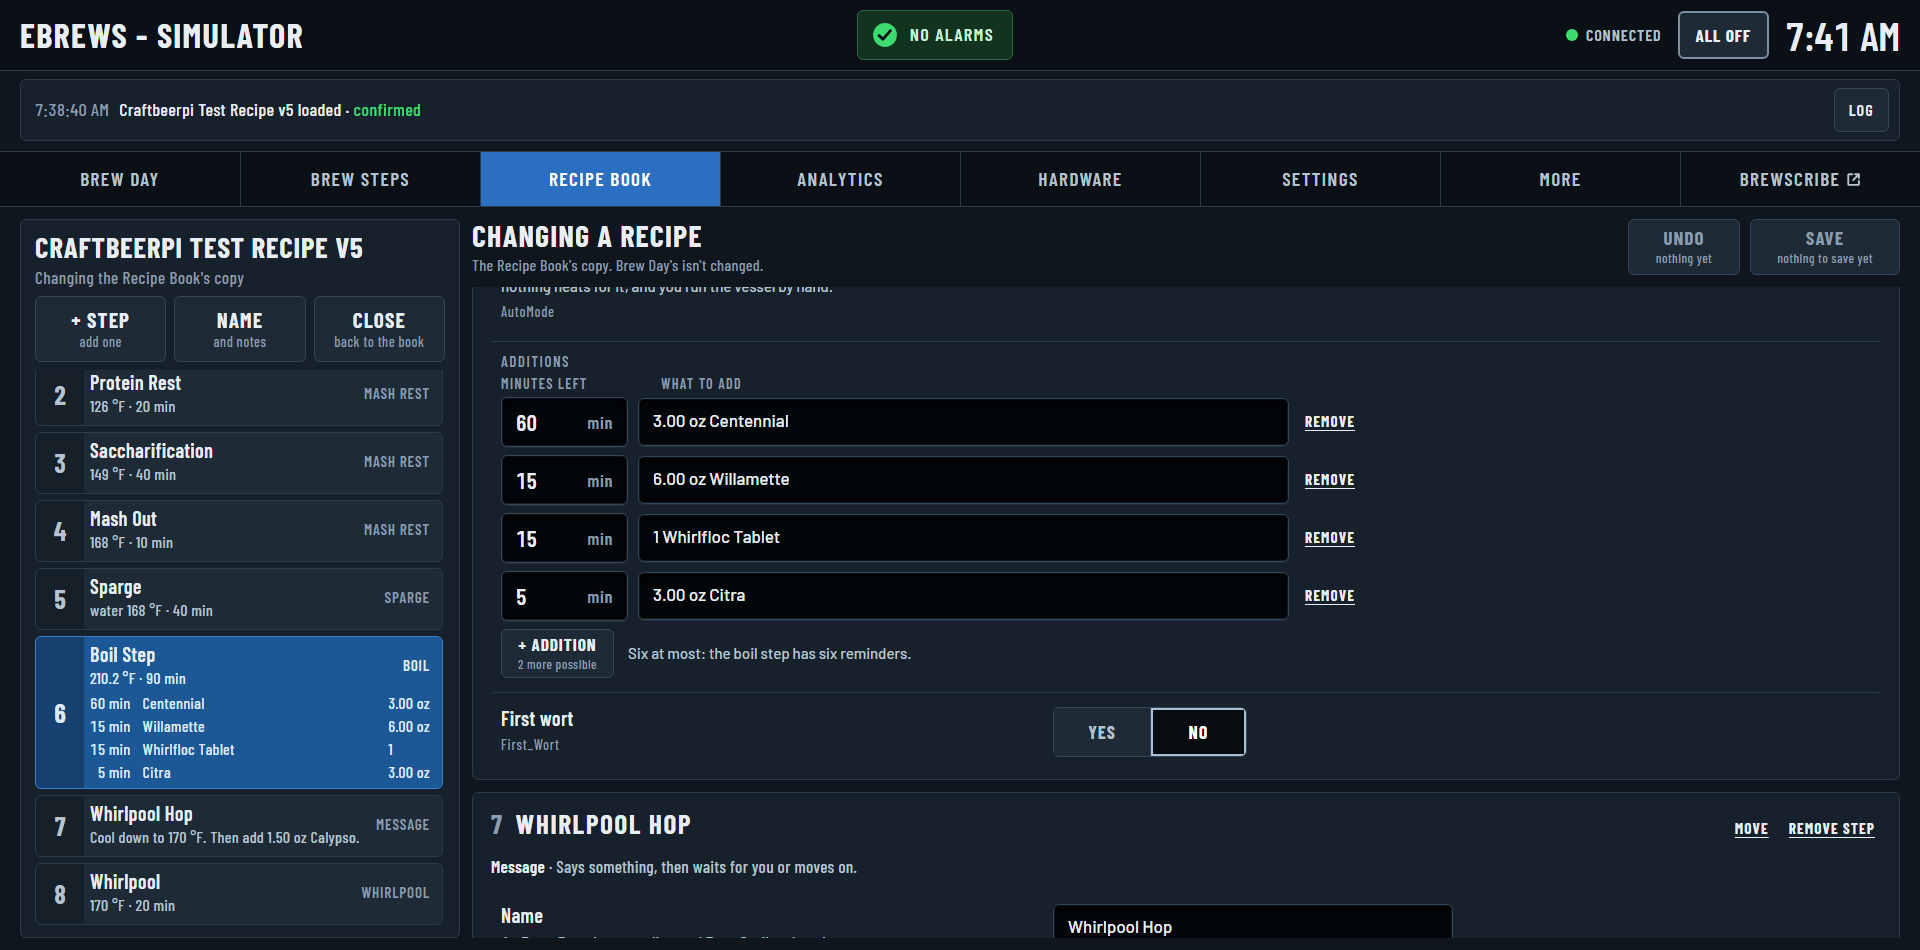 EBREWS - SIMULATOR
NO ALARMS
CONNECTED
ALL OFF
7:41 AM
7:38:40 AM Craftbeerpi Test Recipe v5 loaded · confirmed
LOG
BREW DAY
BREW STEPS
RECIPE BOOK
ANALYTICS
HARDWARE
SETTINGS
MORE
BREWSCRIBE
CRAFTBEERPI TEST RECIPE V5
Changing the Recipe Book's copy
+ STEP
add one
NAME
and notes
CLOSE
back to the book
2 Protein Rest
126 °F · 20 min
MASH REST
3 Saccharification
149 °F · 40 min
MASH REST
4 Mash Out
168 °F · 10 min
MASH REST
5 Sparge
water 168 °F · 40 min
SPARGE
6 Boil Step
210.2 °F · 90 min
BOIL
60 min Centennial 3.00 oz
15 min Willamette 6.00 oz
15 min Whirlfloc Tablet 1
5 min Citra 3.00 oz
7 Whirlpool Hop
Cool down to 170 °F. Then add 1.50 oz Calypso.
MESSAGE
8 Whirlpool
170 °F · 20 min
WHIRLPOOL
CHANGING A RECIPE
The Recipe Book's copy. Brew Day's isn't changed.
UNDO
nothing yet
SAVE
nothing to save yet
nothing heats for it, and you run the vessel by hand.
AutoMode
ADDITIONS
MINUTES LEFT WHAT TO ADD
60 min 3.00 oz Centennial REMOVE
15 min 6.00 oz Willamette REMOVE
15 min 1 Whirlfloc Tablet REMOVE
5 min 3.00 oz Citra REMOVE
+ ADDITION
2 more possible
Six at most: the boil step has six reminders.
First wort
First_Wort
YES
NO
7 WHIRLPOOL HOP
MOVE
REMOVE STEP
Message · Says something, then waits for you or moves on.
Name
Whirlpool Hop